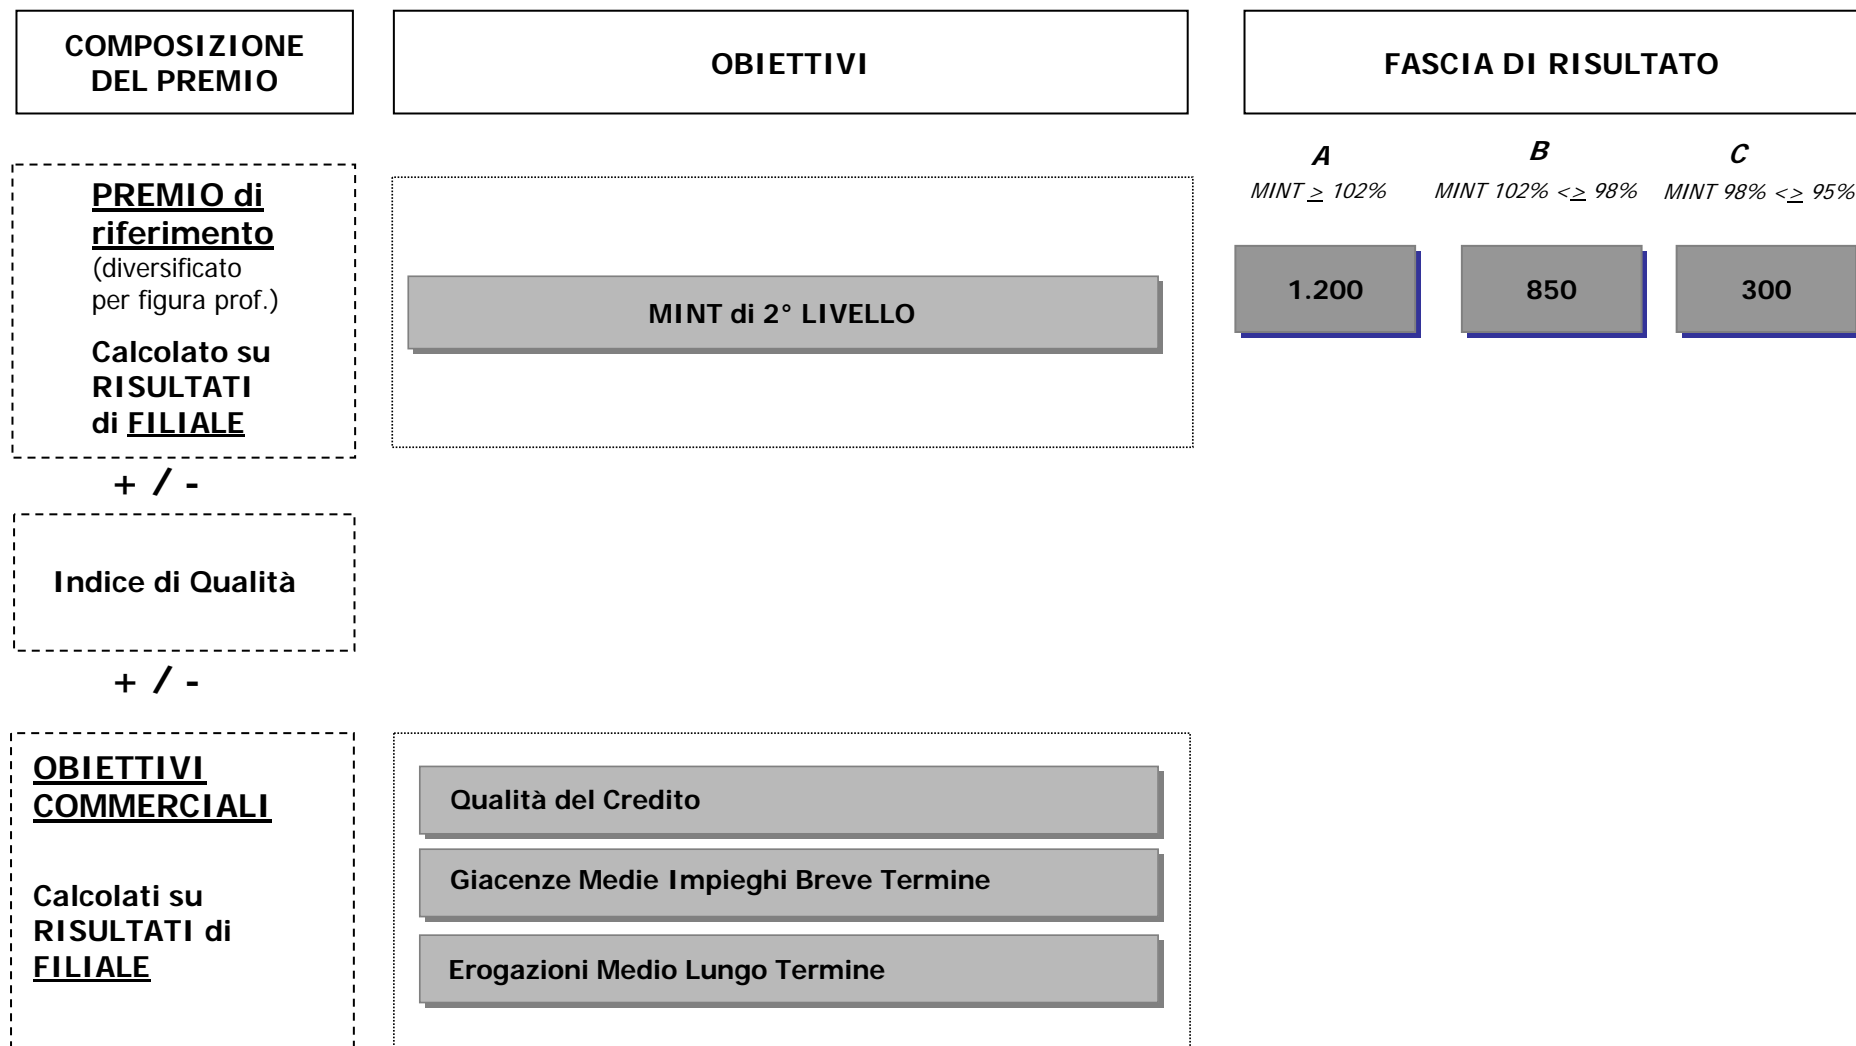 COMPOSIZIONE
DEL PREMIO
OBIETTIVI
FASCIA DI RISULTATO
A
B
C
MINT ≥ 102%
MINT 102% <≥ 98%
MINT 98% <≥ 95%
PREMIO di
riferimento
(diversificato
per figura prof.)
Calcolato su
RISULTATI
di FILIALE
MINT di 2° LIVELLO
1.200
850
300
+ / -
Indice di Qualità
+ / -
OBIETTIVI
COMMERCIALI
Calcolati su
RISULTATI di
FILIALE
Qualità del Credito
Giacenze Medie Impieghi Breve Termine
Erogazioni Medio Lungo Termine